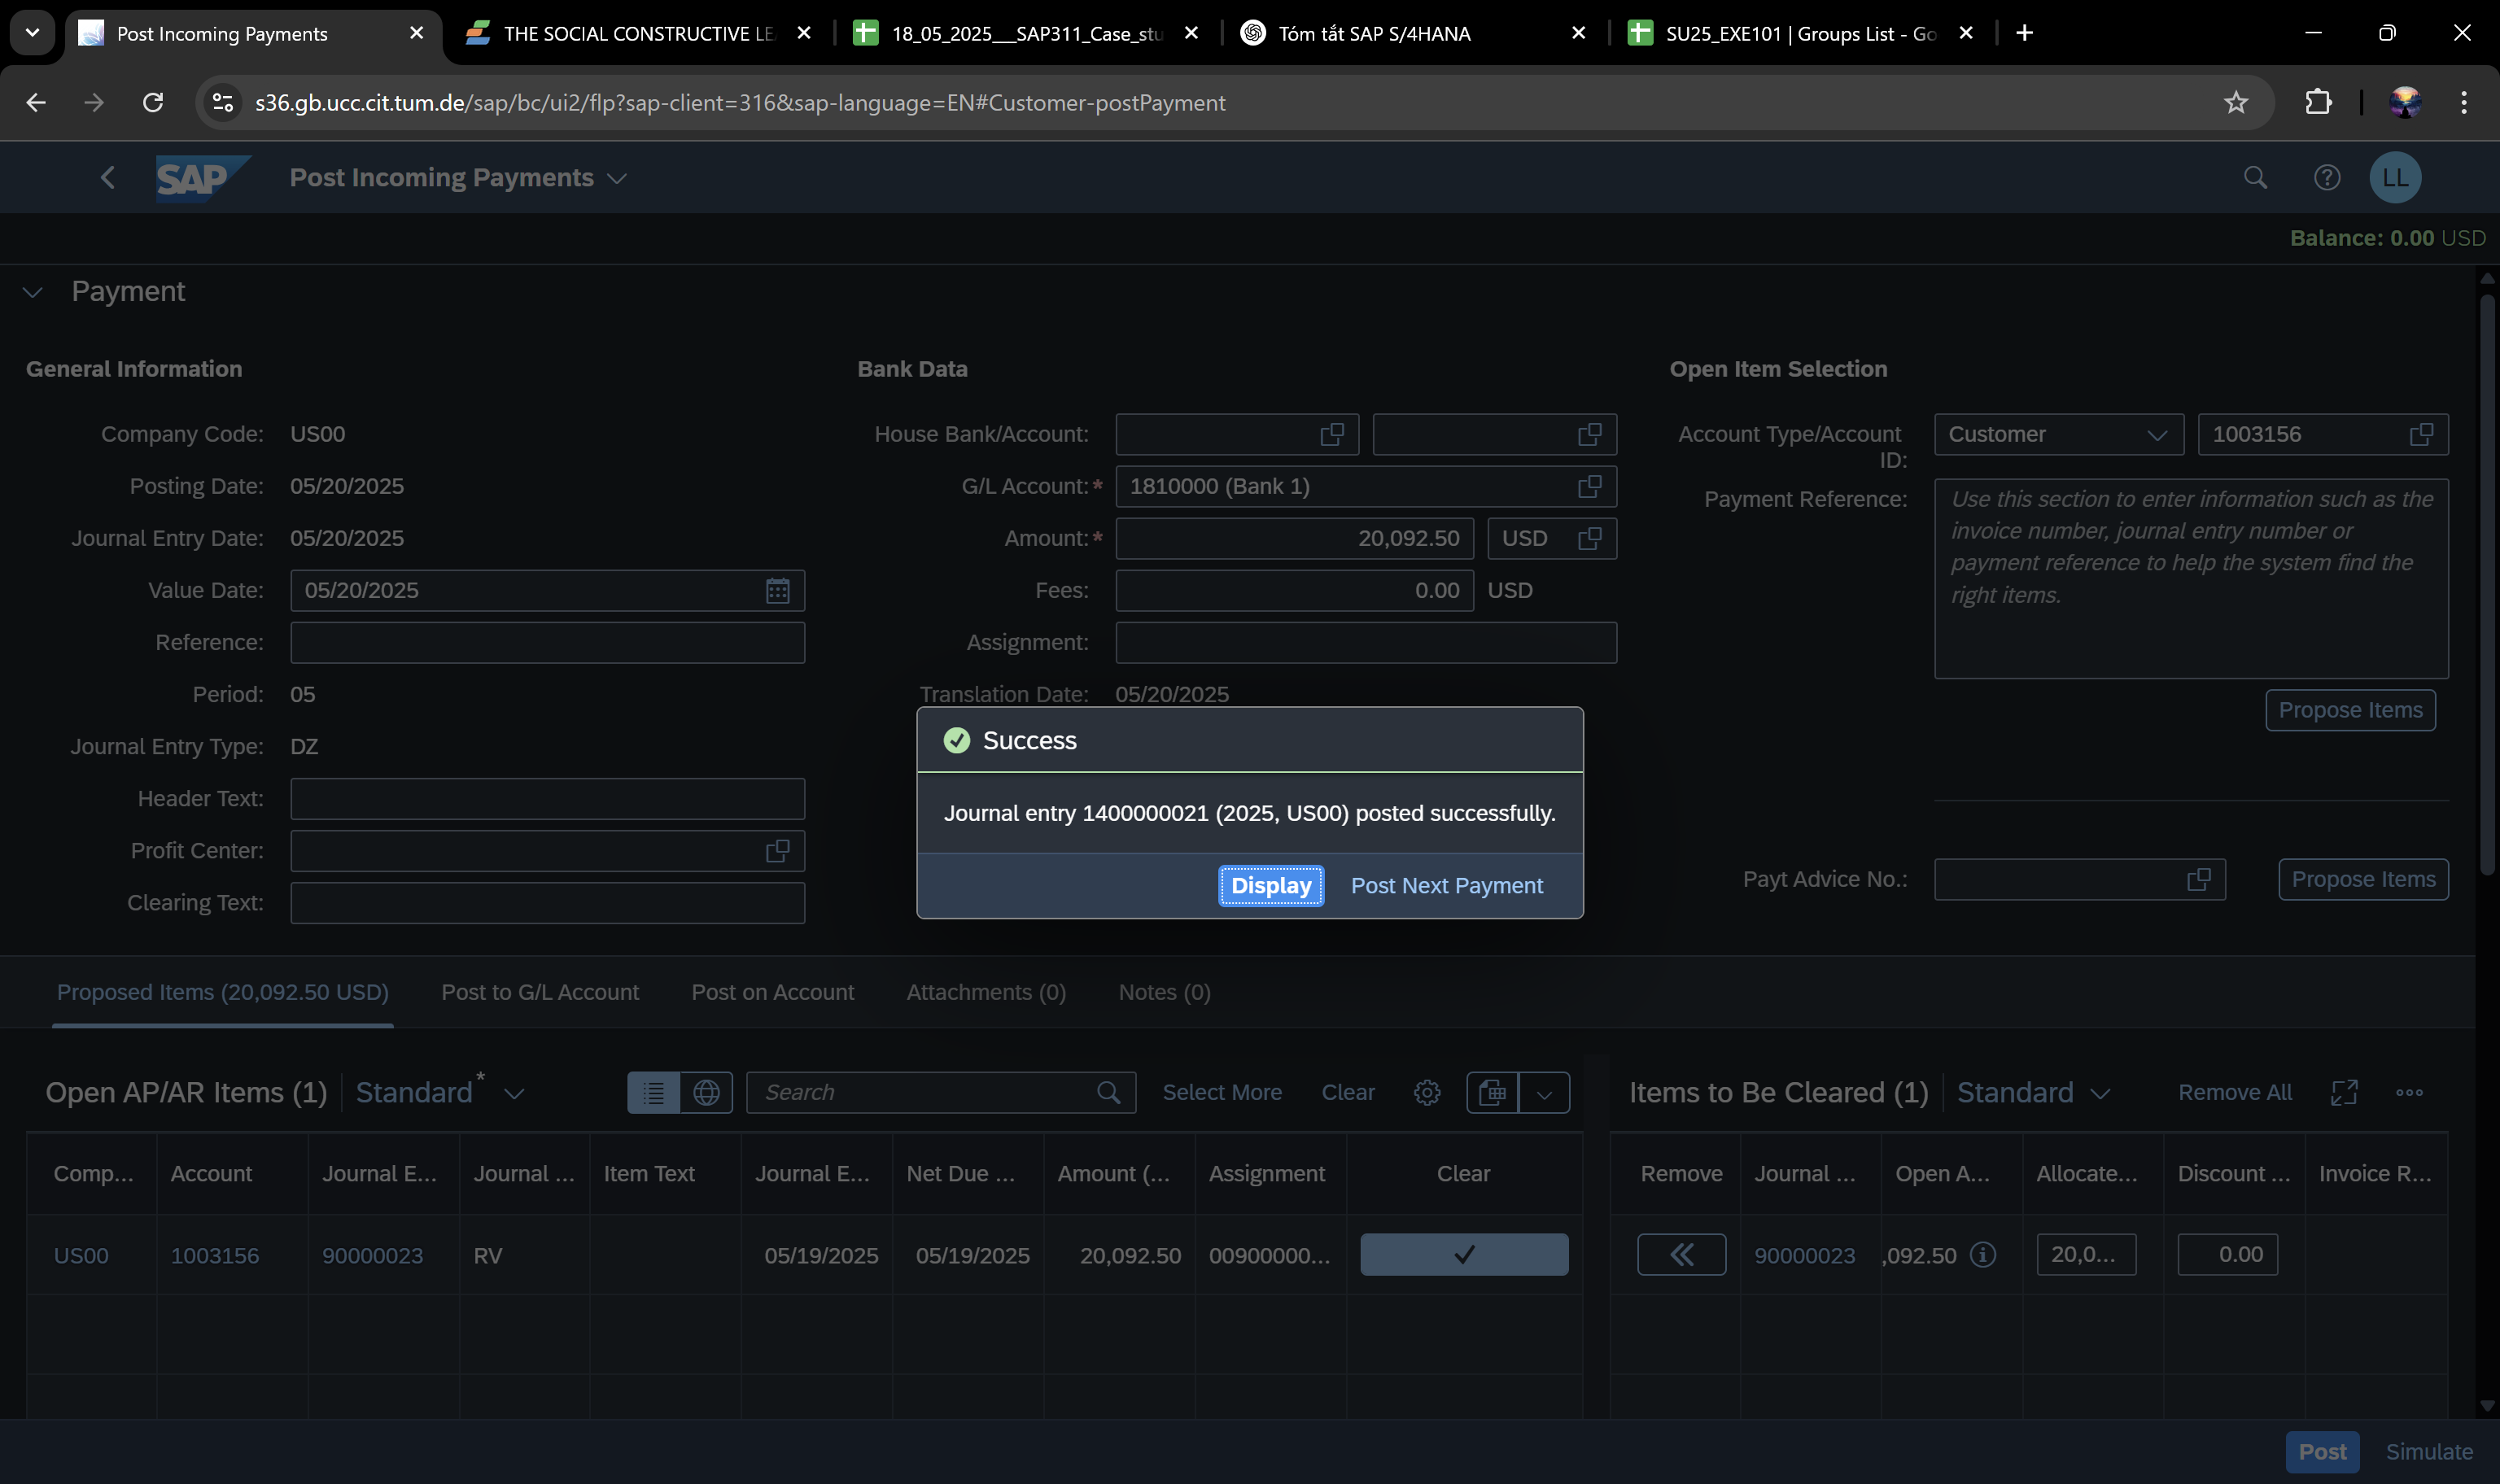 Post Incoming Payments
THE SOCIAL CONSTRUCTIVE LE
18_05_2025___SAP311_Case_stu
Tóm tắt SAP S/4HANA
SU25_EXE101 | Groups List - Go
s36.gb.ucc.cit.tum.de/sap/bc/ui2/flp?sap-client=316&sap-language=EN#Customer-postPayment
SAP Post Incoming Payments LL
Balance: 0.00 USD
Payment
General Information
Company Code: US00
Posting Date: 05/20/2025
Journal Entry Date: 05/20/2025
Value Date: 05/20/2025
Reference:
Period: 05
Journal Entry Type: DZ
Header Text:
Profit Center:
Clearing Text:
Bank Data
House Bank/Account:
G/L Account:* 1810000 (Bank 1)
Amount:* 20,092.50 USD
Fees: 0.00 USD
Assignment:
Translation Date: 05/20/2025
Open Item Selection
Account Type/Account ID: Customer 1003156
Payment Reference:
Use this section to enter information such as the
invoice number, journal entry number or
payment reference to help the system find the
right items.
Propose Items
Payt Advice No.: Propose Items
Success
Journal entry 1400000021 (2025, US00) posted successfully.
Display Post Next Payment
Proposed Items (20,092.50 USD) Post to G/L Account Post on Account Attachments (0) Notes (0)
Open AP/AR Items (1) Standard * Search Select More Clear
Comp... Account Journal E... Journal ... Item Text Journal E... Net Due ... Amount (... Assignment Clear
US00 1003156 90000023 RV 05/19/2025 05/19/2025 20,092.50 00900000...
Items to Be Cleared (1) Standard Remove All
Remove Journal ... Open A... Allocate... Discount ... Invoice R...
90000023 ,092.50 20,0... 0.00
Post Simulate